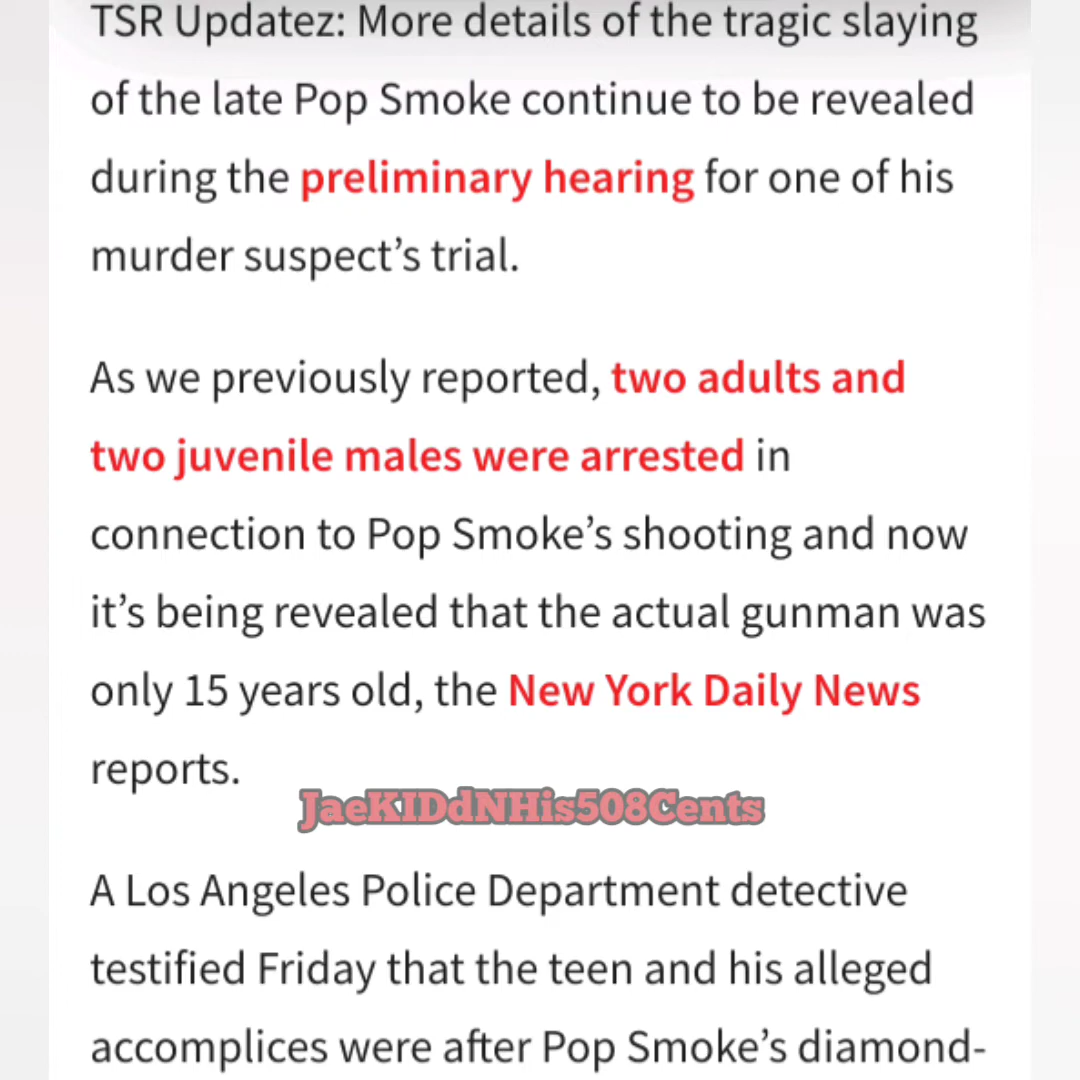 TSR Updatez: More details of the tragic slaying
of the late Pop Smoke continue to be revealed
during the preliminary hearing for one of his
murder suspect’s trial.
As we previously reported, two adults and
two juvenile males were arrested in
connection to Pop Smoke’s shooting and now
it’s being revealed that the actual gunman was
only 15 years old, the New York Daily News
reports.
JaeKIDdNHis508Cents
A Los Angeles Police Department detective
testified Friday that the teen and his alleged
accomplices were after Pop Smoke’s diamond-